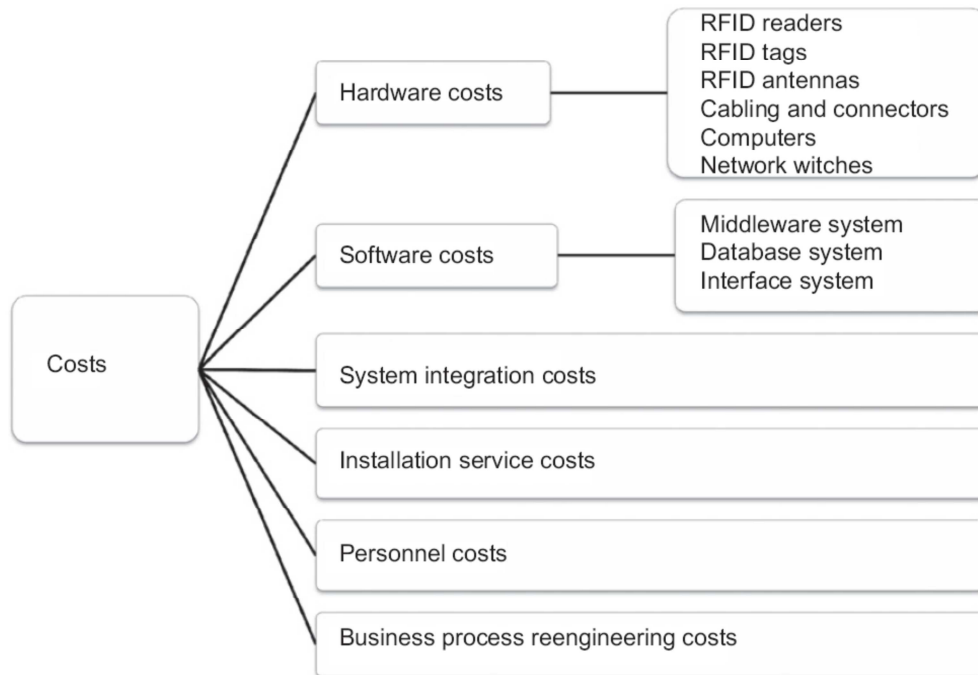 Costs
Hardware costs
RFID readers
RFID tags
RFID antennas
Cabling and connectors
Computers
Network witches
Software costs
Middleware system
Database system
Interface system
System integration costs
Installation service costs
Personnel costs
Business process reengineering costs